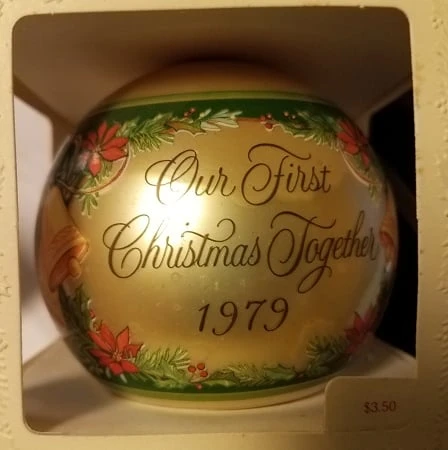 Our First
Christmas Together
1979
$3.50